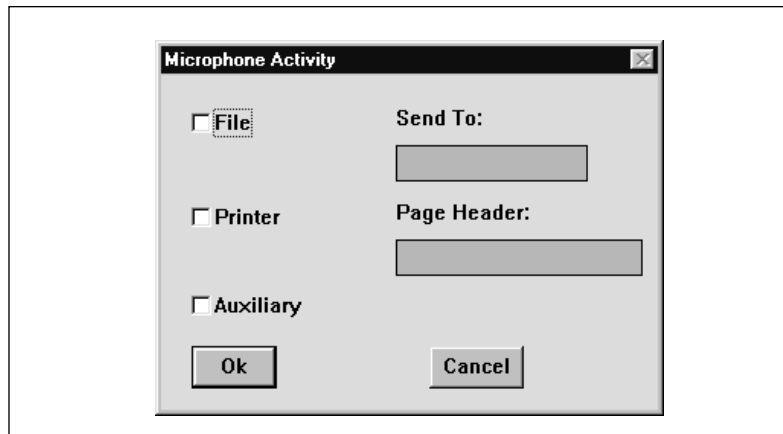 Microphone Activity
File
Send To:
Printer
Page Header:
Auxiliary
Ok
Cancel